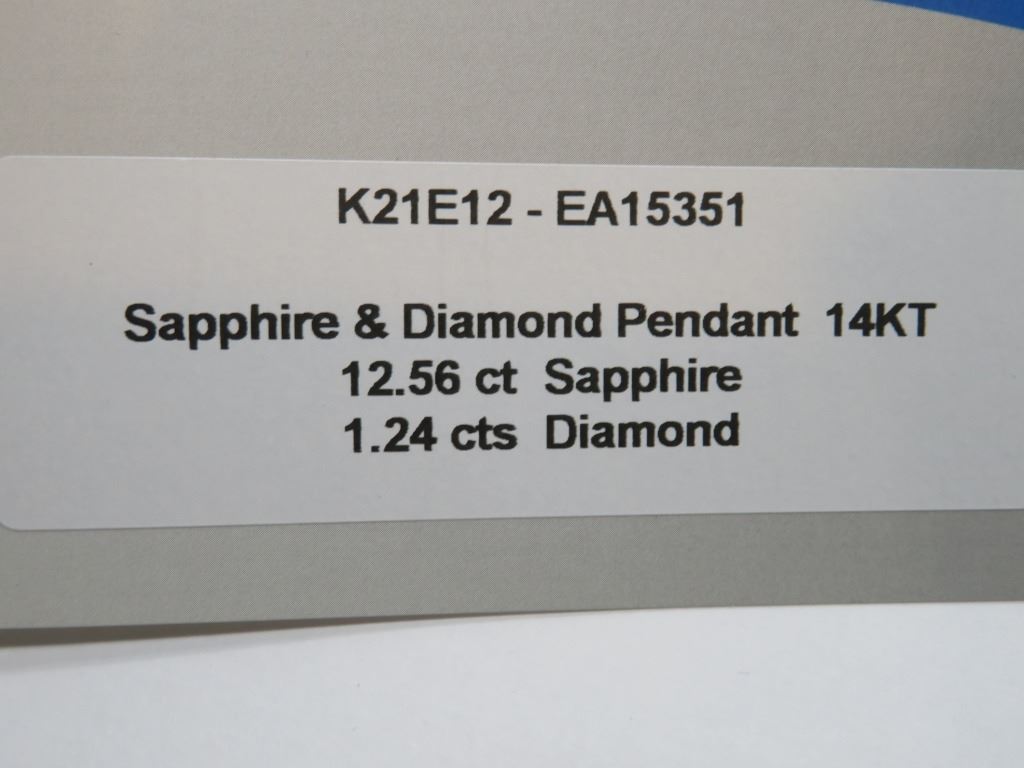 K21E12 - EA15351
Sapphire & Diamond Pendant 14KT
12.56 ct Sapphire
1.24 cts Diamond